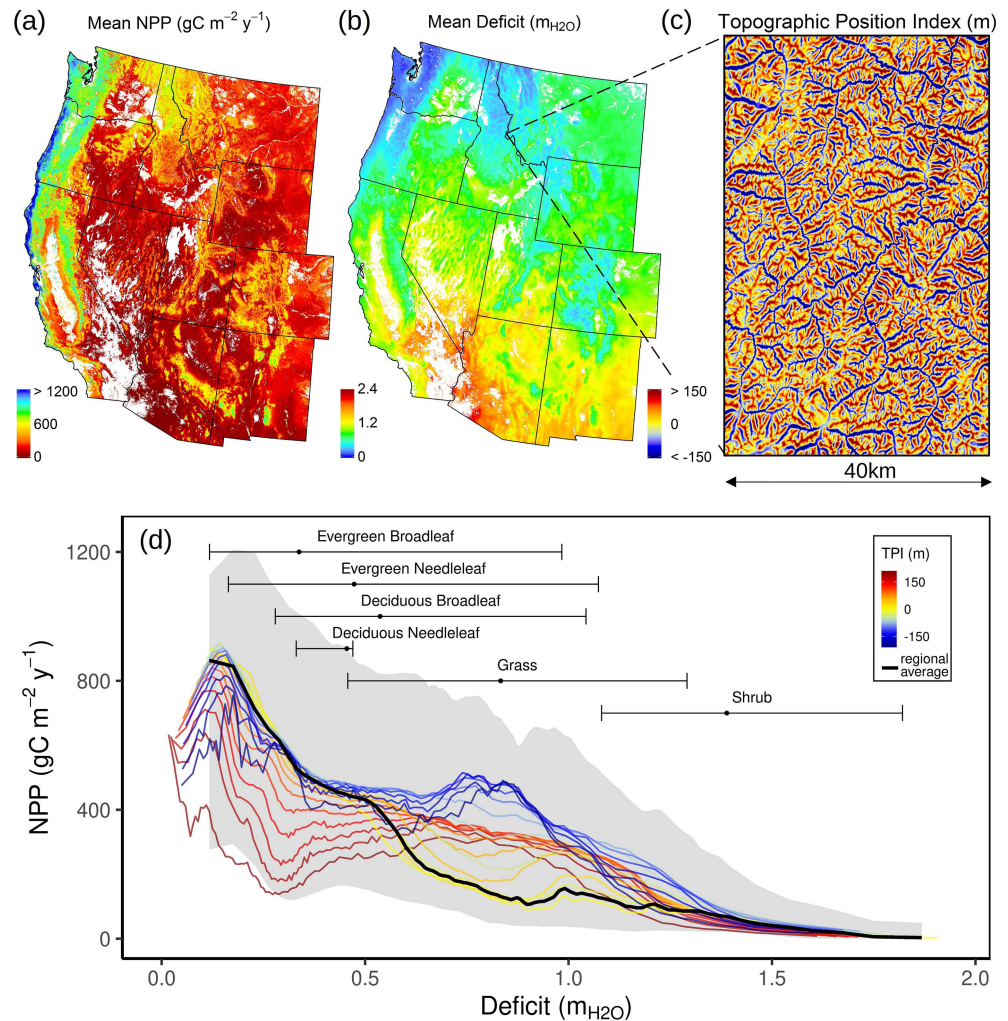 (a)
Mean NPP (gC m⁻² y⁻¹)
> 1200
600
0
(b)
Mean Deficit (mH2O)
2.4
1.2
0
(c)
Topographic Position Index (m)
> 150
0
< -150
40km
(d)
NPP (gC m⁻² y⁻¹)
1200
800
400
0
Evergreen Broadleaf
Evergreen Needleleaf
Deciduous Broadleaf
Deciduous Needleleaf
Grass
Shrub
TPI (m)
150
0
-150
regional
average
0.0 0.5 1.0 1.5 2.0
Deficit (mH2O)